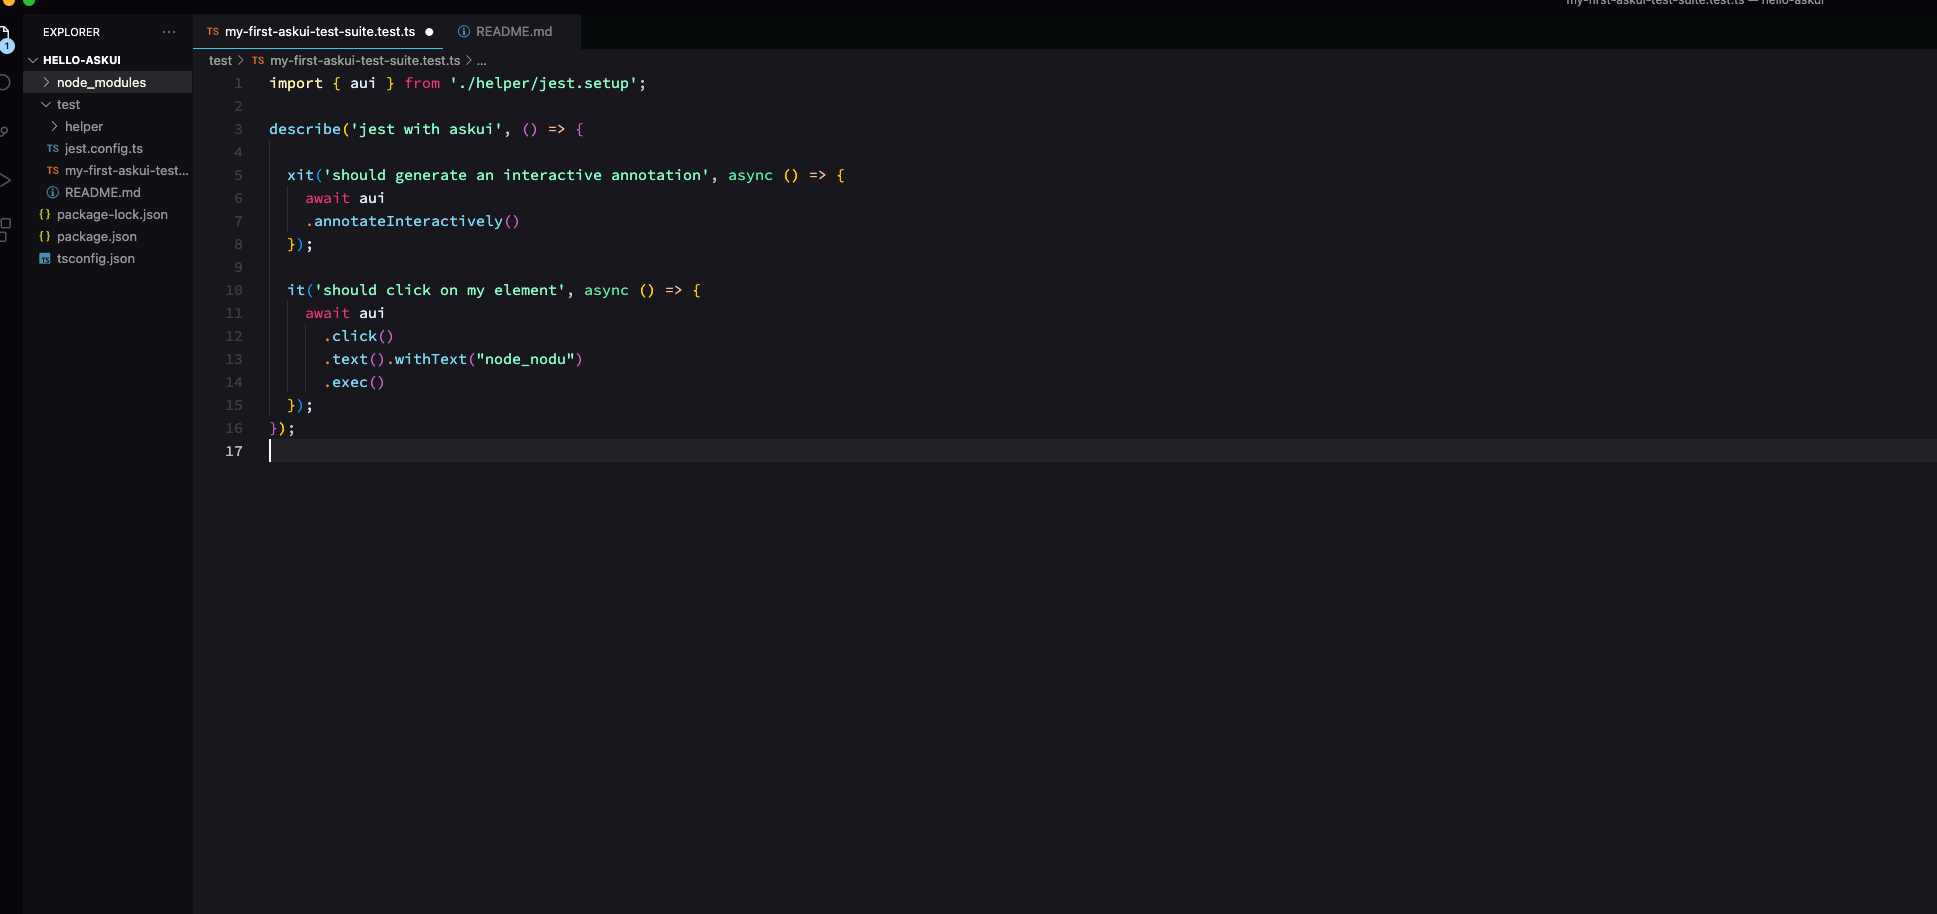 my-first-askui-test-suite.test.ts — hello-askui
1
EXPLORER ...
HELLO-ASKUI
node_modules
test
helper
TS jest.config.ts
TS my-first-askui-test...
README.md
{} package-lock.json
{} package.json
TS tsconfig.json
TS my-first-askui-test-suite.test.ts ●
README.md
test > TS my-first-askui-test-suite.test.ts > ...
1 import { aui } from './helper/jest.setup';
2
3 describe('jest with askui', () => {
4
5 xit('should generate an interactive annotation', async () => {
6 await aui
7 .annotateInteractively()
8 });
9
10 it('should click on my element', async () => {
11 await aui
12 .click()
13 .text().withText("node_nodu")
14 .exec()
15 });
16 });
17